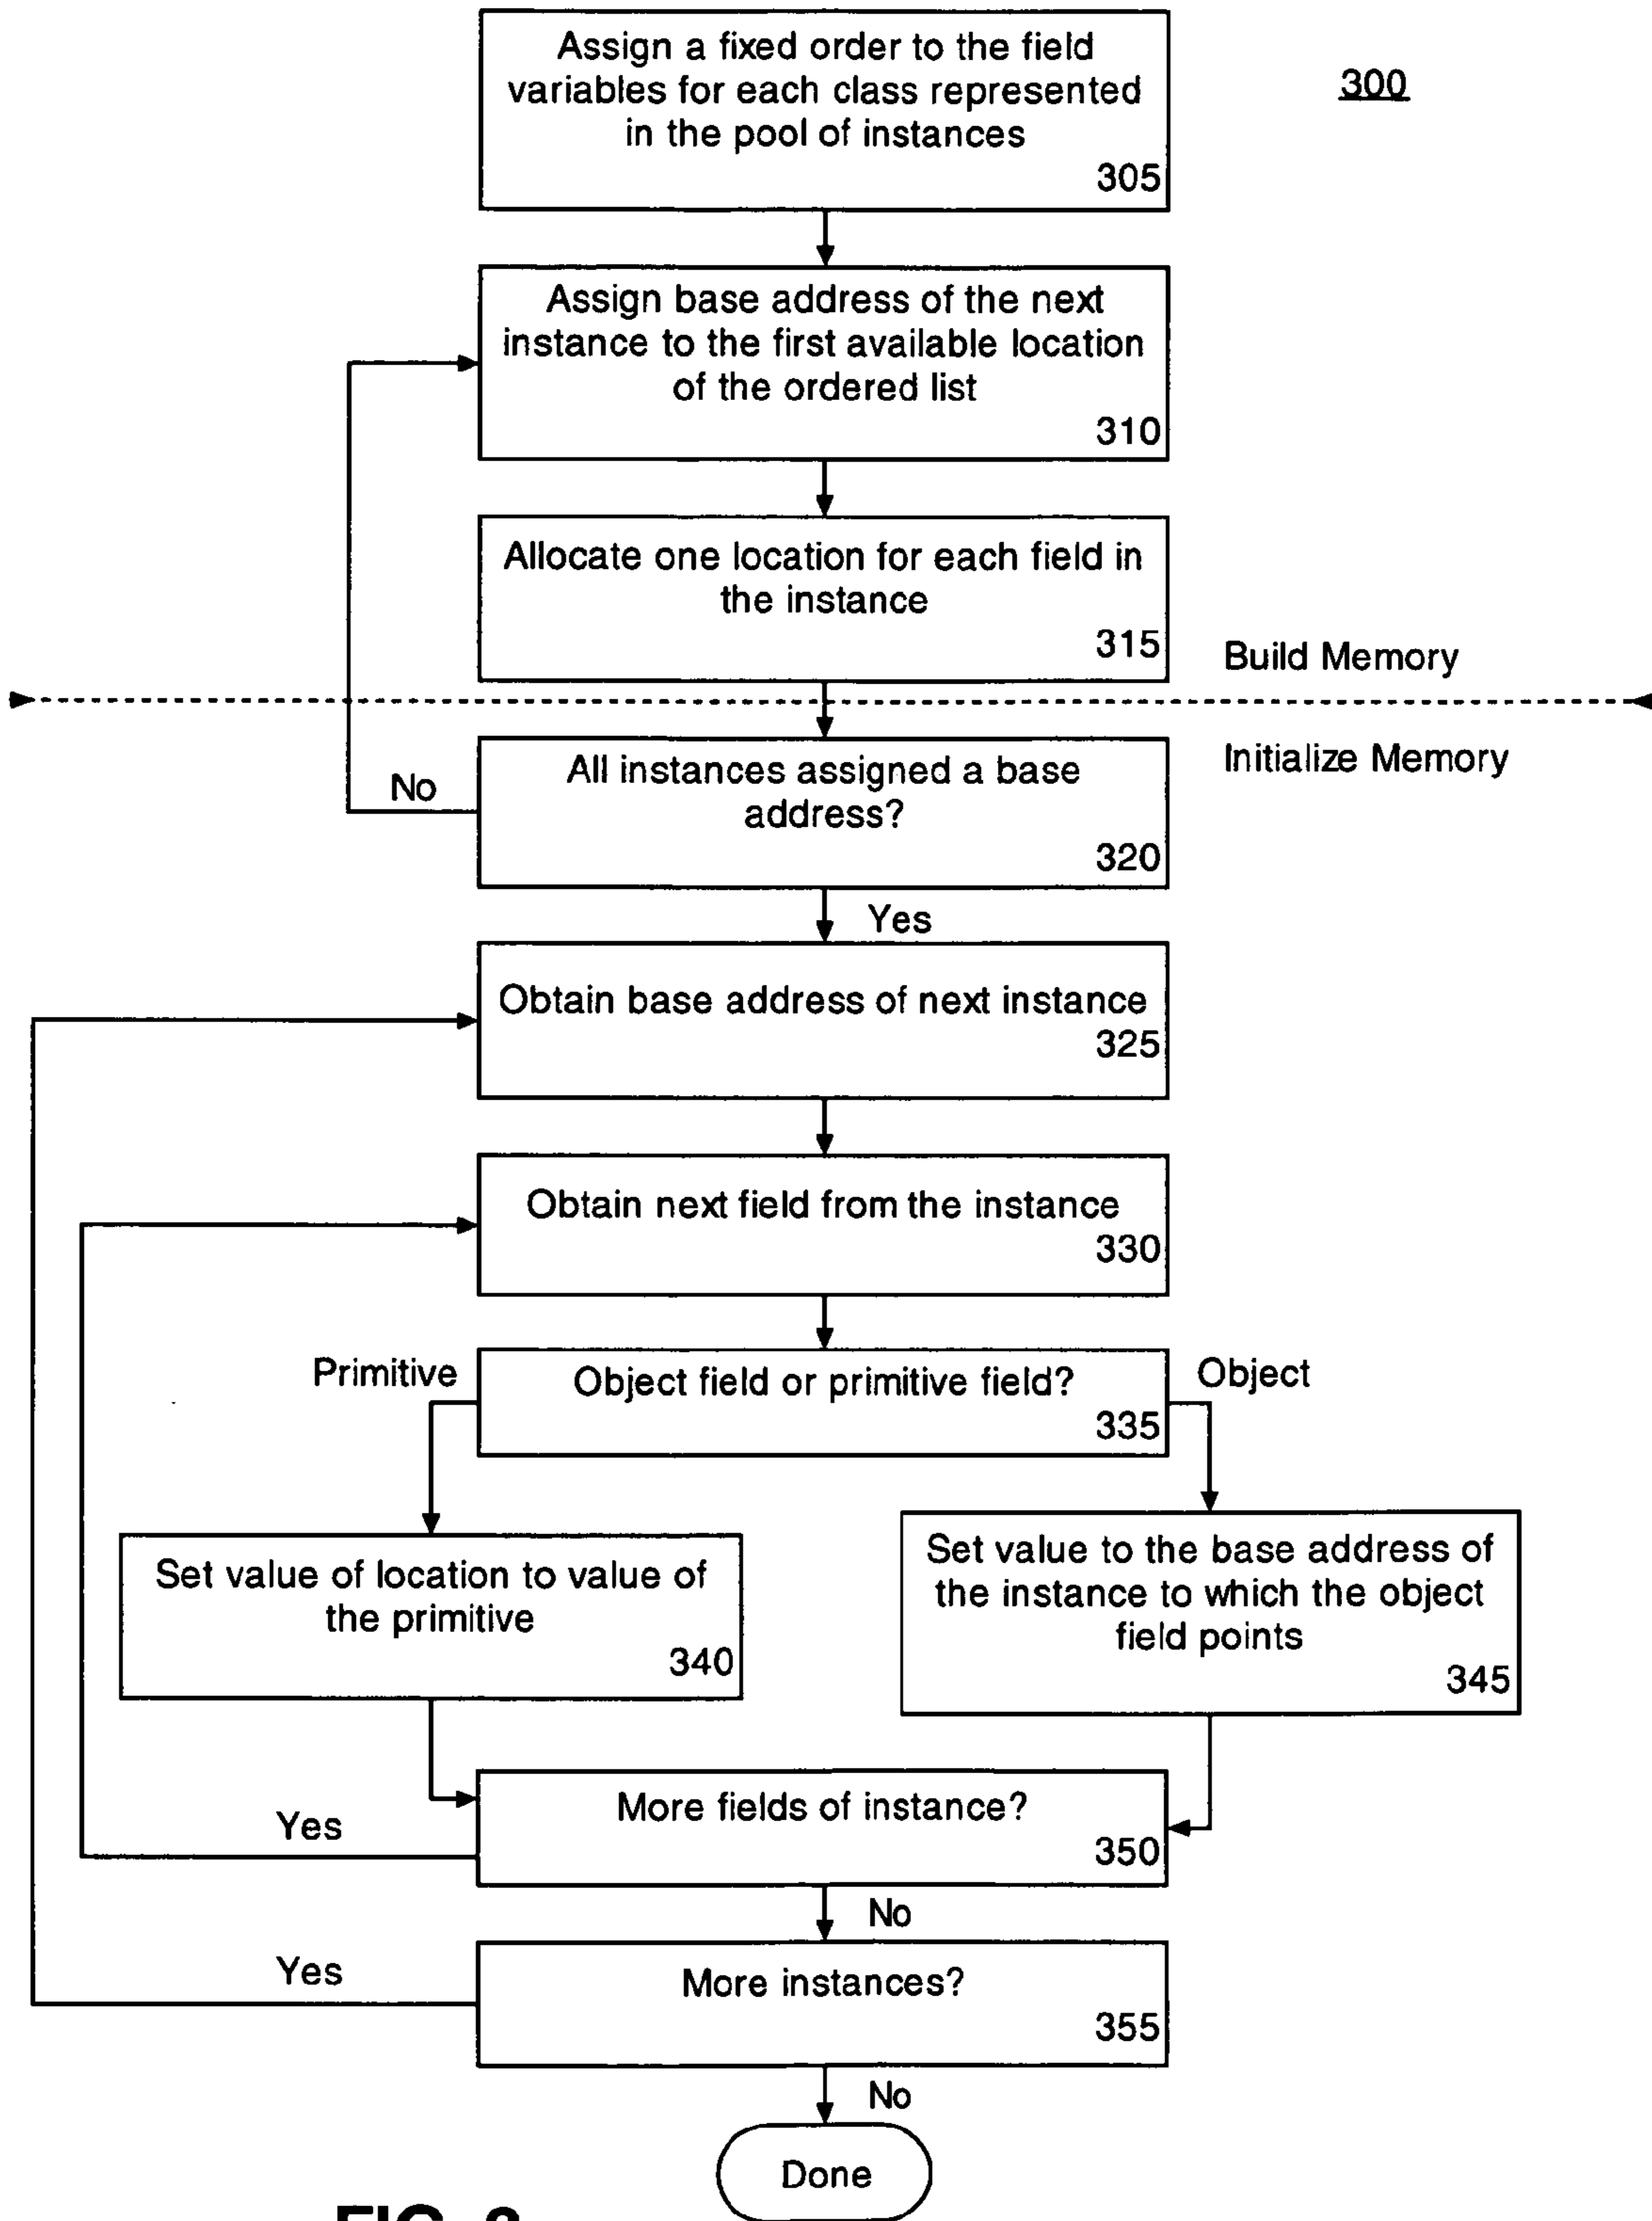 Assign a fixed order to the field
variables for each class represented
in the pool of instances
305
300
Assign base address of the next
instance to the first available location
of the ordered list
310
Allocate one location for each field in
the instance
315
Build Memory
Initialize Memory
All instances assigned a base
address?
320
No
Yes
Obtain base address of next instance
325
Obtain next field from the instance
330
Primitive
Object field or primitive field?
335
Object
Set value of location to value of
the primitive
340
Set value to the base address of
the instance to which the object
field points
345
More fields of instance?
350
Yes
No
More instances?
355
Yes
No
Done
FIG.